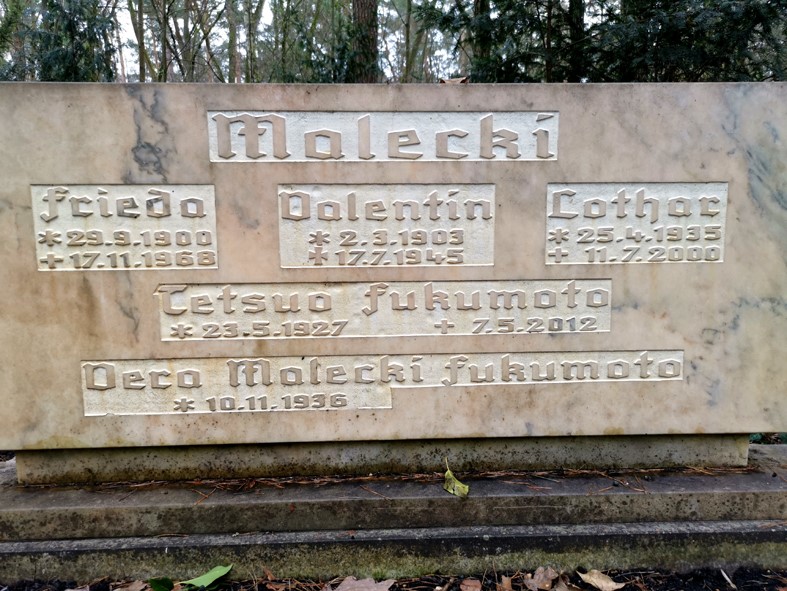 Malecki
Frieda
* 29.9.1900
+ 17.11.1968
Valentin
* 2.3.1903
* 17.7.1945
Lothar
* 25.4.1935
+ 11.7.2000
Tetsuo Fukumoto
* 23.5.1927 + 7.5.2012
Vera Malecki Fukumoto
* 10.11.1936